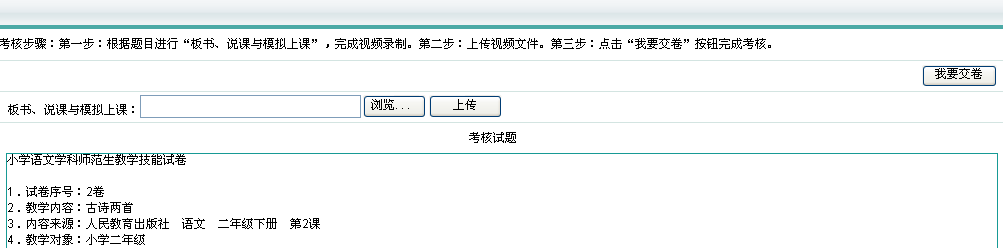 考核步骤：第一步：根据题目进行“板书、说课与模拟上课”，完成视频录制。第二步：上传视频文件。第三步：点击“我要交卷”按钮完成考核。
我要交卷
板书、说课与模拟上课： 浏览... 上传
考核试题
小学语文学科师范生教学技能试卷
1．试卷序号：2卷
2．教学内容：古诗两首
3．内容来源：人民教育出版社　语文　二年级下册　第2课
4．教学对象：小学二年级